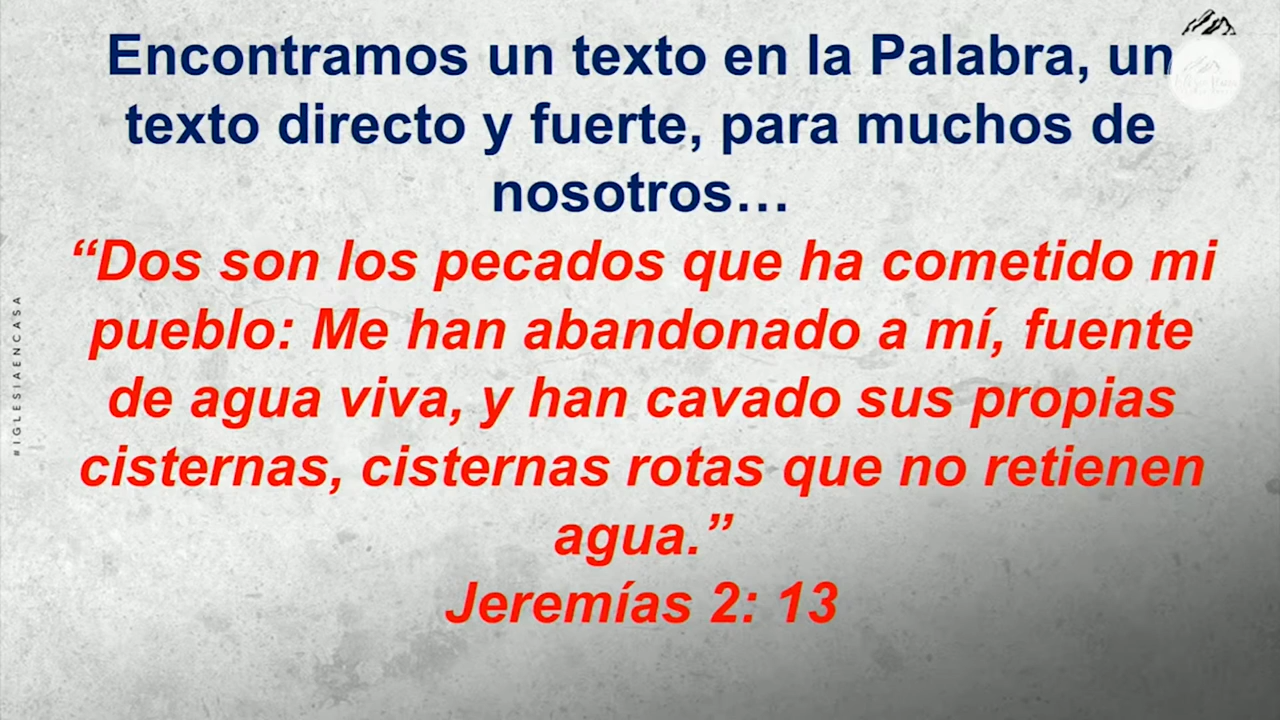 Encontramos un texto en la Palabra, un
texto directo y fuerte, para muchos de
nosotros…
“Dos son los pecados que ha cometido mi
pueblo: Me han abandonado a mí, fuente
de agua viva, y han cavado sus propias
cisternas, cisternas rotas que no retienen
agua.”
Jeremías 2: 13
#IGLESIAENCASA